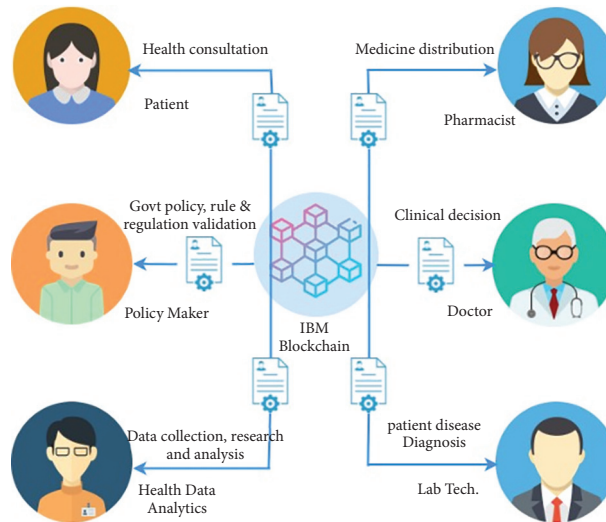 Health consultation
Patient
Medicine distribution
Pharmacist
Govt policy, rule &
regulation validation
Policy Maker
IBM
Blockchain
Clinical decision
Doctor
Data collection, research
and analysis
Health Data
Analytics
patient disease
Diagnosis
Lab Tech.